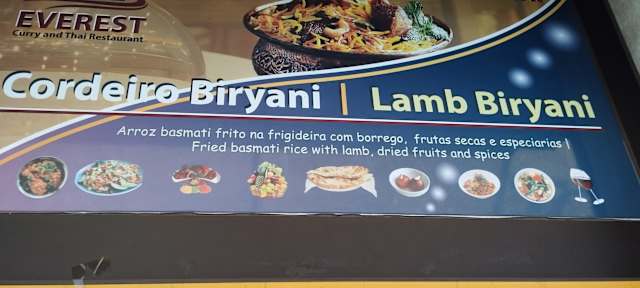 EVEREST
Curry and Thai Restaurant
Cordeiro Biryani | Lamb Biryani
Arroz basmati frito na frigideira com borrego, frutas secas e especiarias |
Fried basmati rice with lamb, dried fruits and spices